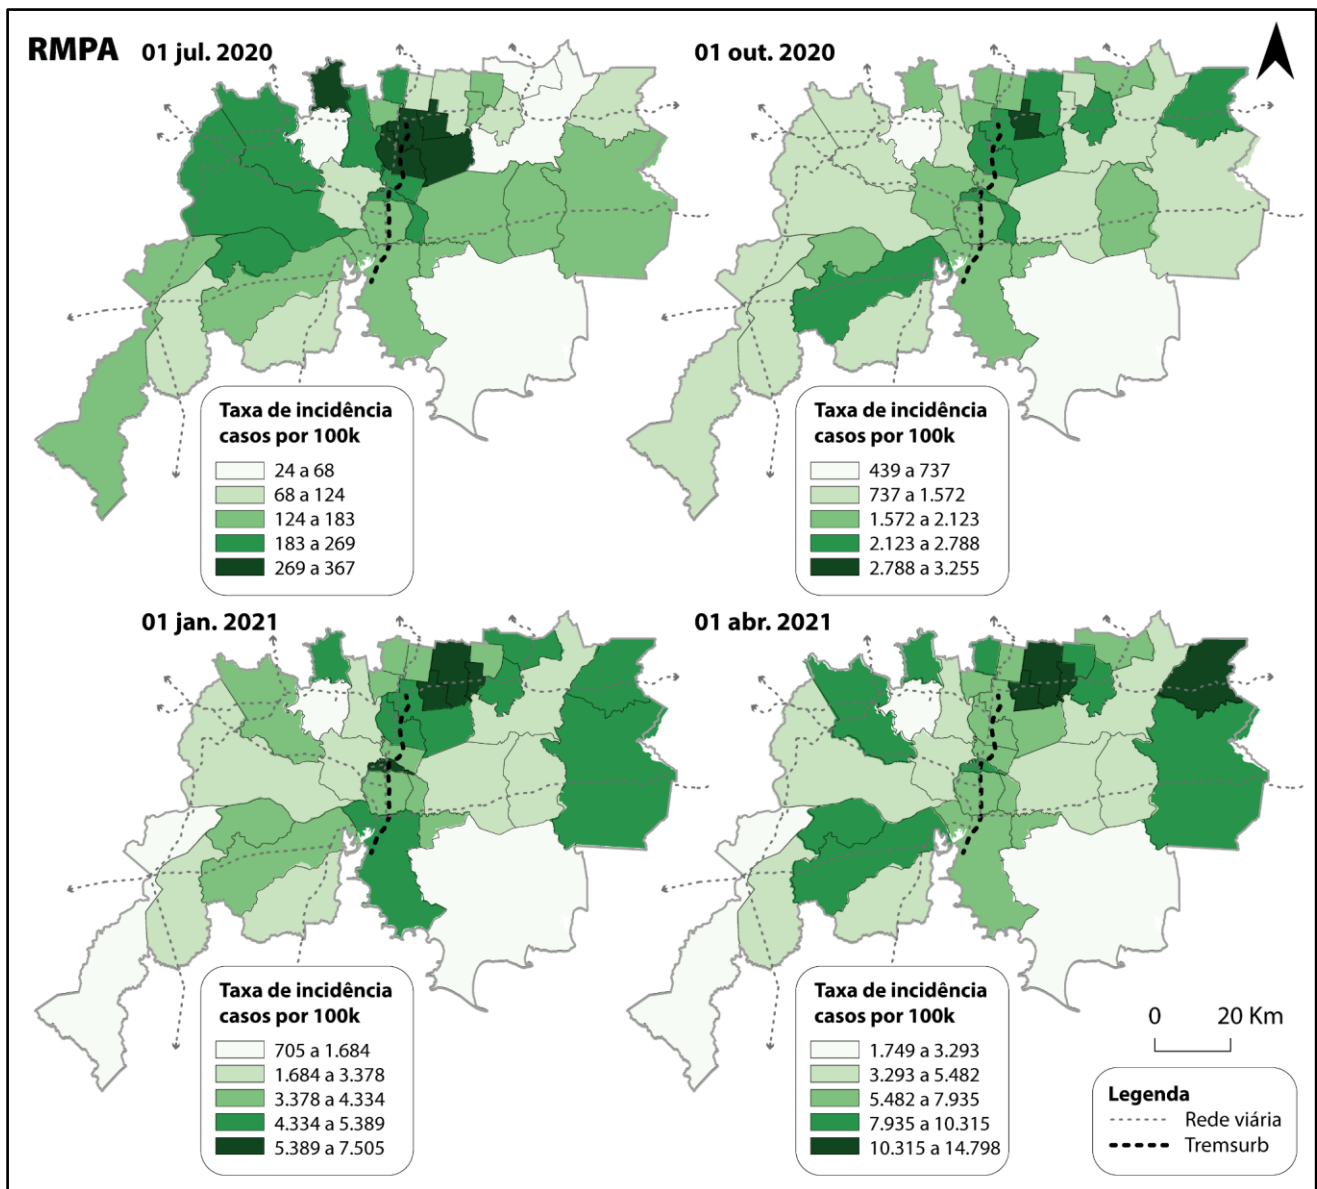 RMPA
01 jul. 2020
01 out. 2020
Taxa de incidência
casos por 100k
24 a 68
68 a 124
124 a 183
183 a 269
269 a 367
Taxa de incidência
casos por 100k
439 a 737
737 a 1.572
1.572 a 2.123
2.123 a 2.788
2.788 a 3.255
01 jan. 2021
01 abr. 2021
Taxa de incidência
casos por 100k
705 a 1.684
1.684 a 3.378
3.378 a 4.334
4.334 a 5.389
5.389 a 7.505
Taxa de incidência
casos por 100k
1.749 a 3.293
3.293 a 5.482
5.482 a 7.935
7.935 a 10.315
10.315 a 14.798
0 20 Km
Legenda
Rede viária
Tremsurb